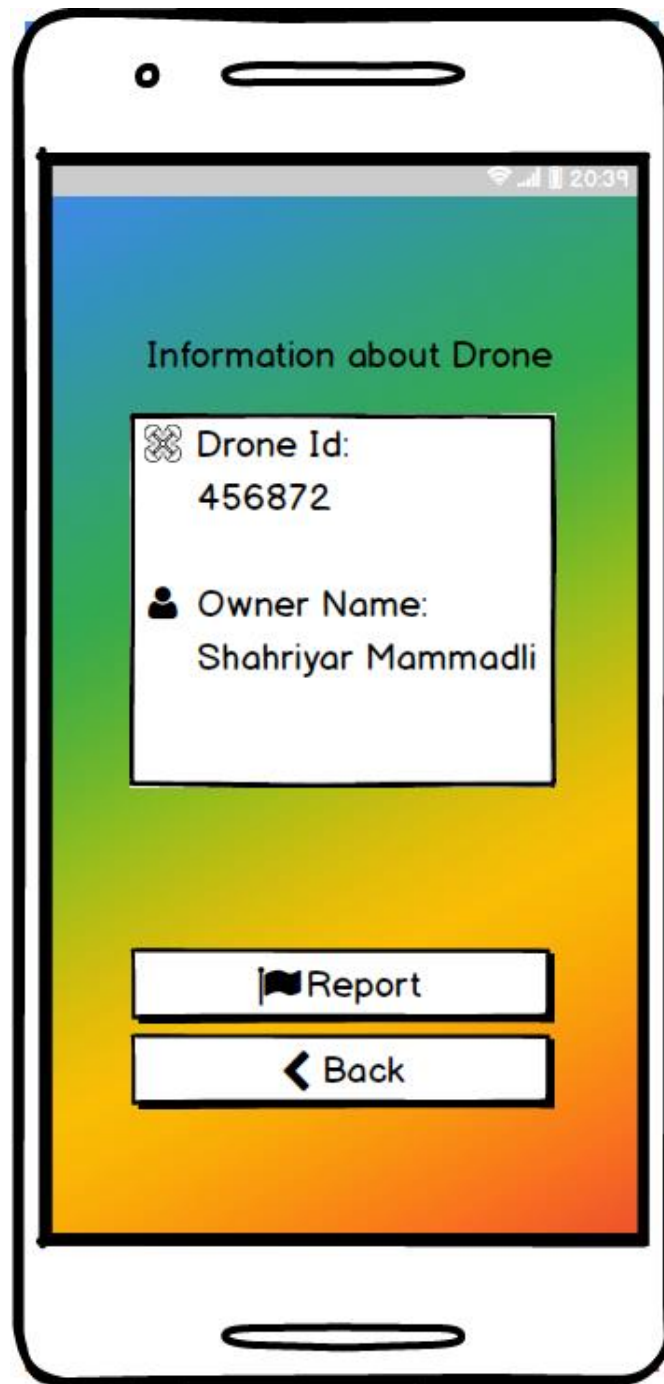 20:39
Information about Drone
Drone Id:
456872
Owner Name:
Shahriyar Mammadli
Report
Back